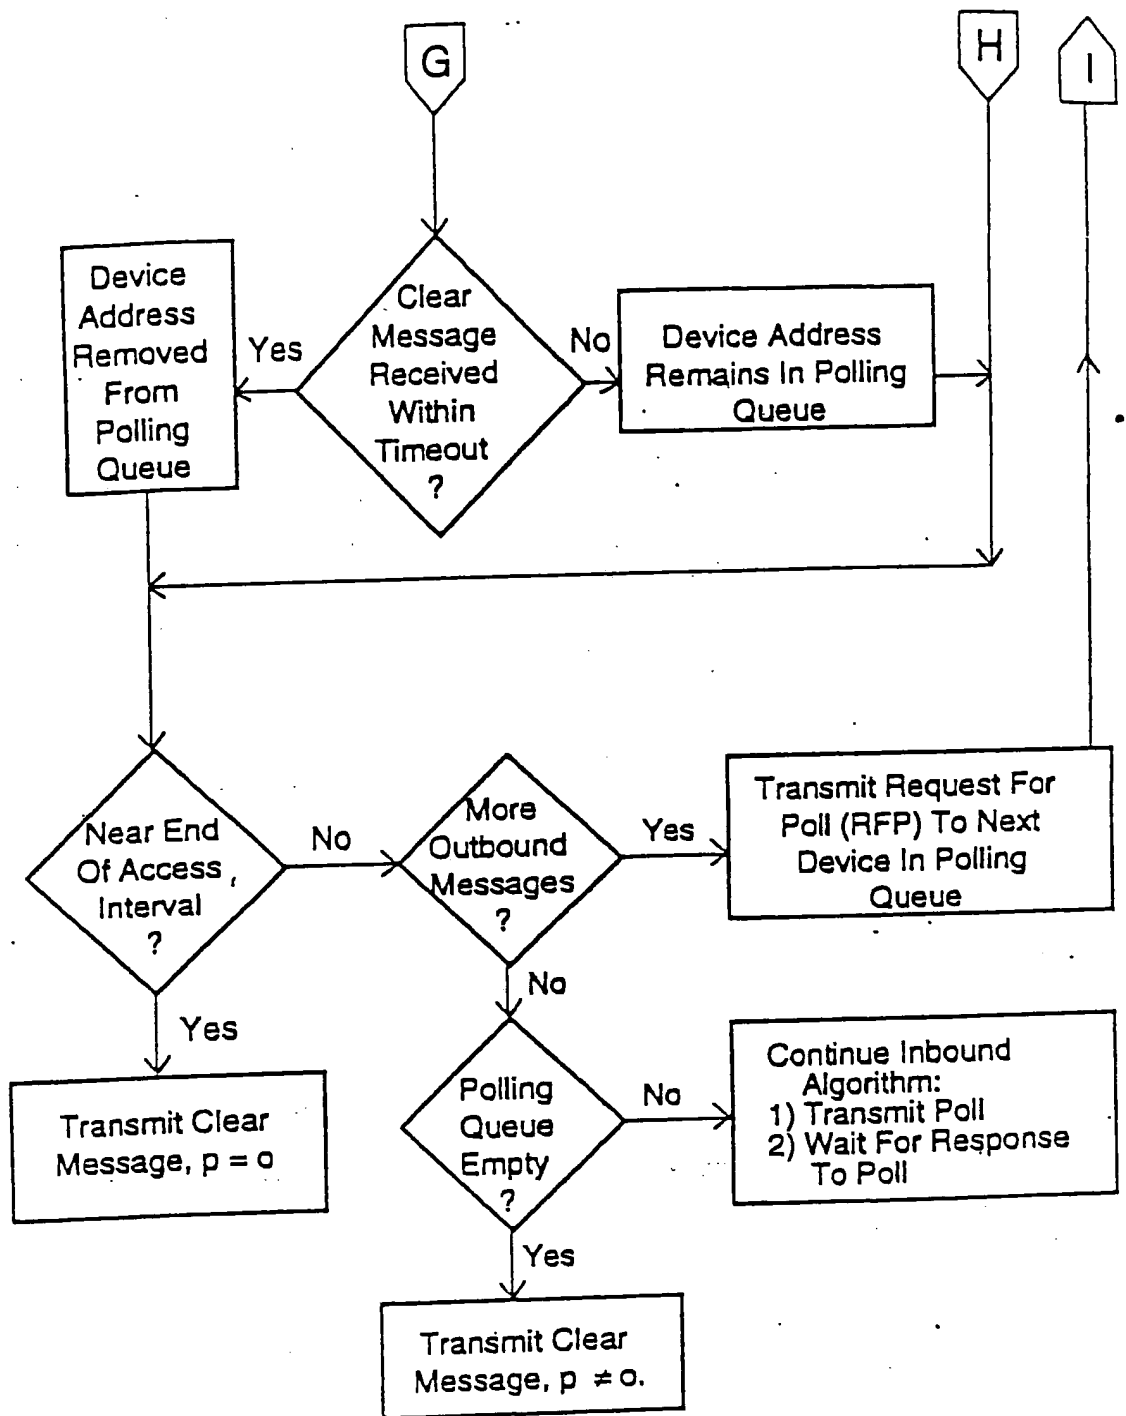 G
H
I
Device
Address
Removed
From
Polling
Queue
Yes
Clear
Message
Received
Within
Timeout
?
No
Device Address
Remains In Polling
Queue
Near End
Of Access
Interval
?
No
More
Outbound
Messages
?
Yes
Transmit Request For
Poll (RFP) To Next
Device In Polling
Queue
Yes
No
Transmit Clear
Message, p = o
Polling
Queue
Empty
?
No
Continue Inbound
Algorithm:
1) Transmit Poll
2) Wait For Response
To Poll
Yes
Transmit Clear
Message, p ≠ o.